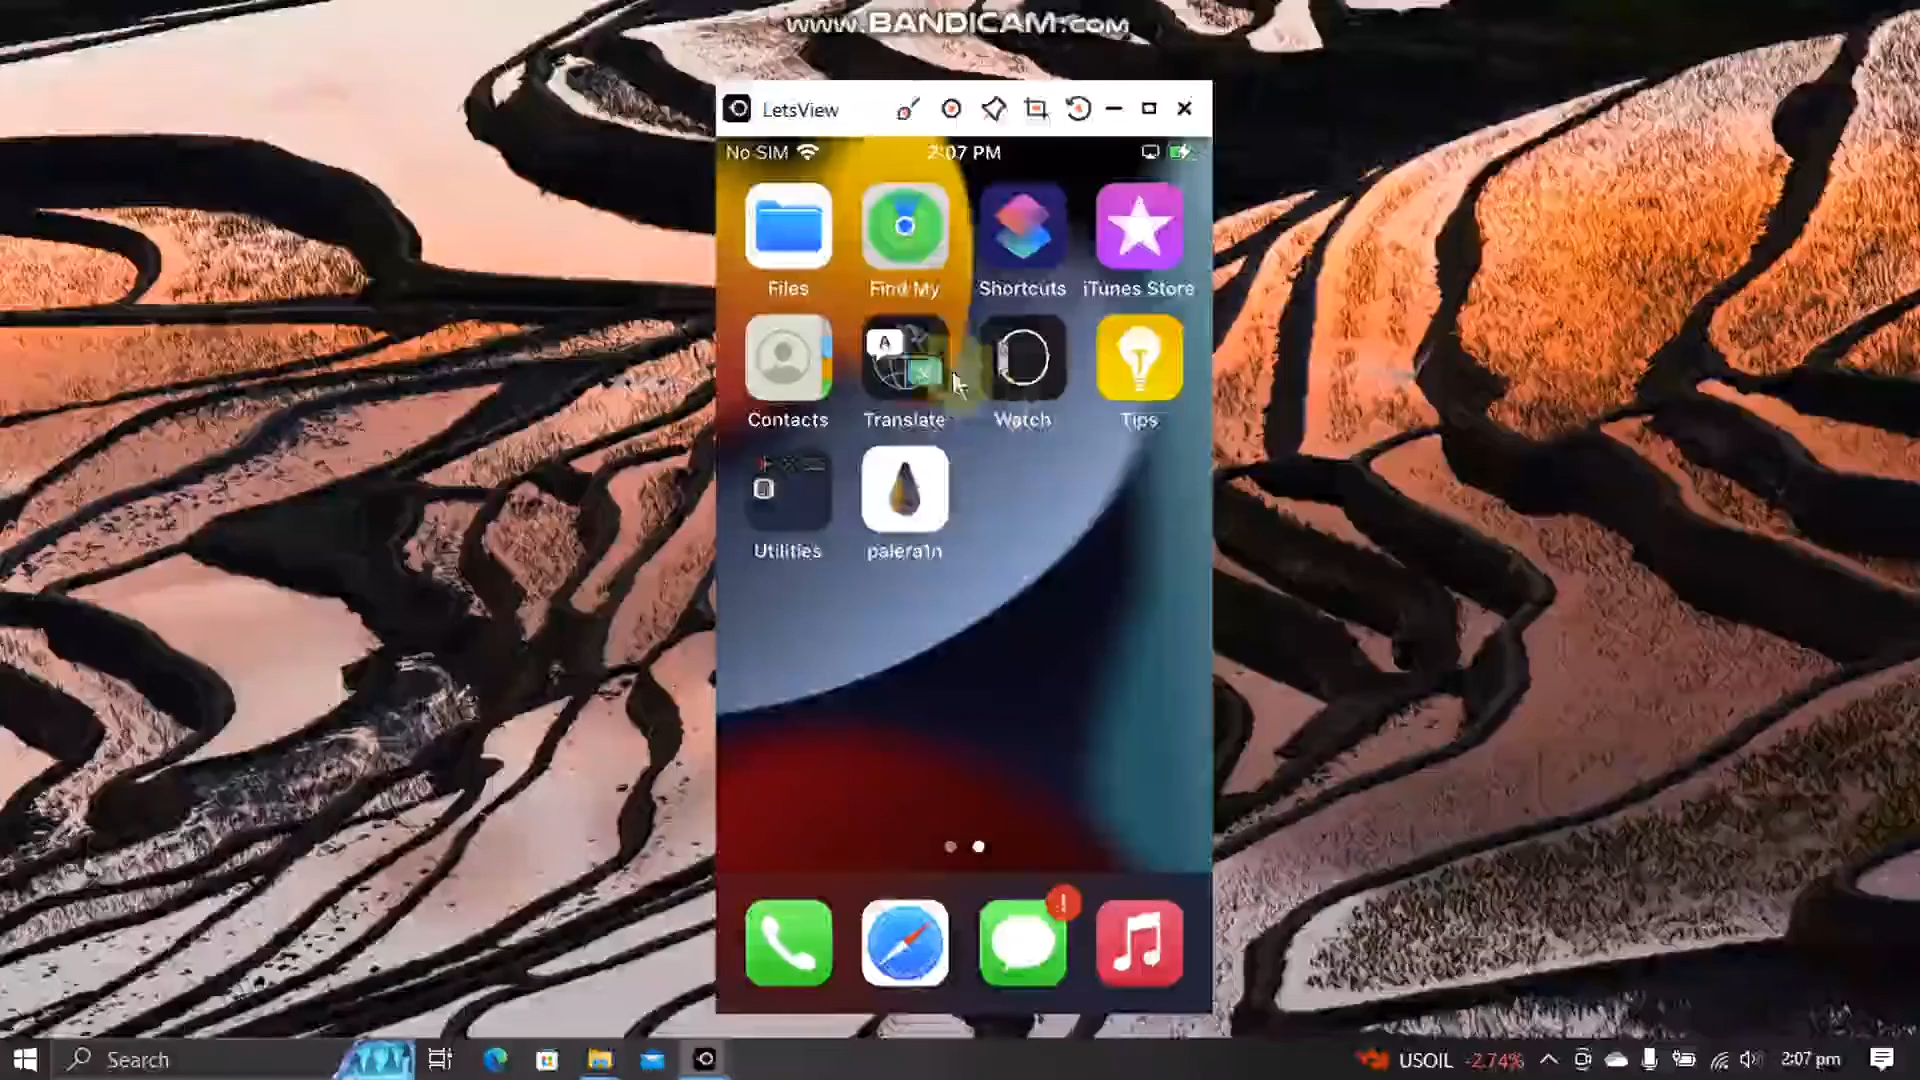 www.BANDICAM.com
LetsView
No SIM
2:07 PM
Files
Find My
Shortcuts
iTunes Store
A
Contacts
Translate
Watch
Tips
Utilities
palera1n
!
Search
USOIL -2.74%
2:07 pm